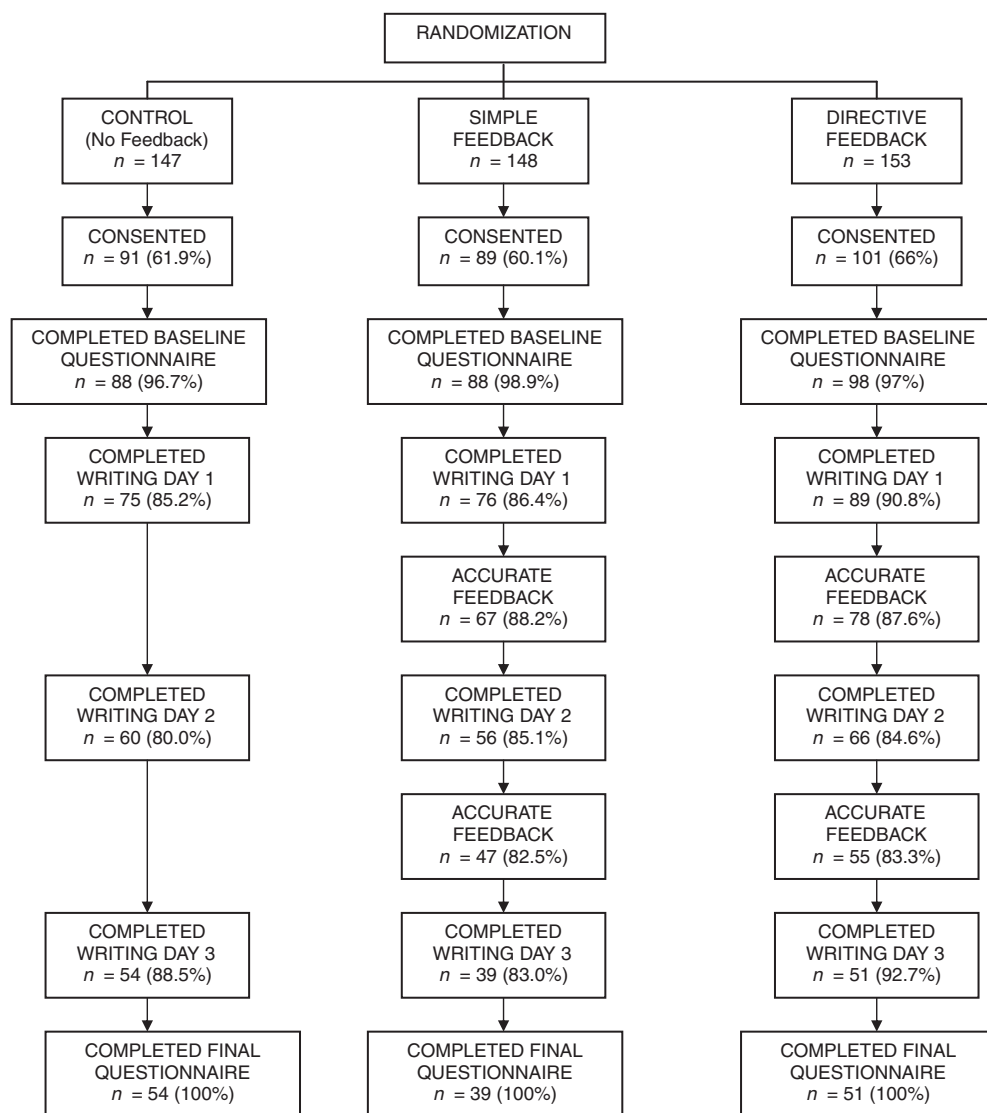 RANDOMIZATION
CONTROL
(No Feedback)
n = 147
SIMPLE
FEEDBACK
n = 148
DIRECTIVE
FEEDBACK
n = 153
CONSENTED
n = 91 (61.9%)
CONSENTED
n = 89 (60.1%)
CONSENTED
n = 101 (66%)
COMPLETED BASELINE
QUESTIONNAIRE
n = 88 (96.7%)
COMPLETED BASELINE
QUESTIONNAIRE
n = 88 (98.9%)
COMPLETED BASELINE
QUESTIONNAIRE
n = 98 (97%)
COMPLETED
WRITING DAY 1
n = 75 (85.2%)
COMPLETED
WRITING DAY 1
n = 76 (86.4%)
COMPLETED
WRITING DAY 1
n = 89 (90.8%)
ACCURATE
FEEDBACK
n = 67 (88.2%)
ACCURATE
FEEDBACK
n = 78 (87.6%)
COMPLETED
WRITING DAY 2
n = 60 (80.0%)
COMPLETED
WRITING DAY 2
n = 56 (85.1%)
COMPLETED
WRITING DAY 2
n = 66 (84.6%)
ACCURATE
FEEDBACK
n = 47 (82.5%)
ACCURATE
FEEDBACK
n = 55 (83.3%)
COMPLETED
WRITING DAY 3
n = 54 (88.5%)
COMPLETED
WRITING DAY 3
n = 39 (83.0%)
COMPLETED
WRITING DAY 3
n = 51 (92.7%)
COMPLETED FINAL
QUESTIONNAIRE
n = 54 (100%)
COMPLETED FINAL
QUESTIONNAIRE
n = 39 (100%)
COMPLETED FINAL
QUESTIONNAIRE
n = 51 (100%)